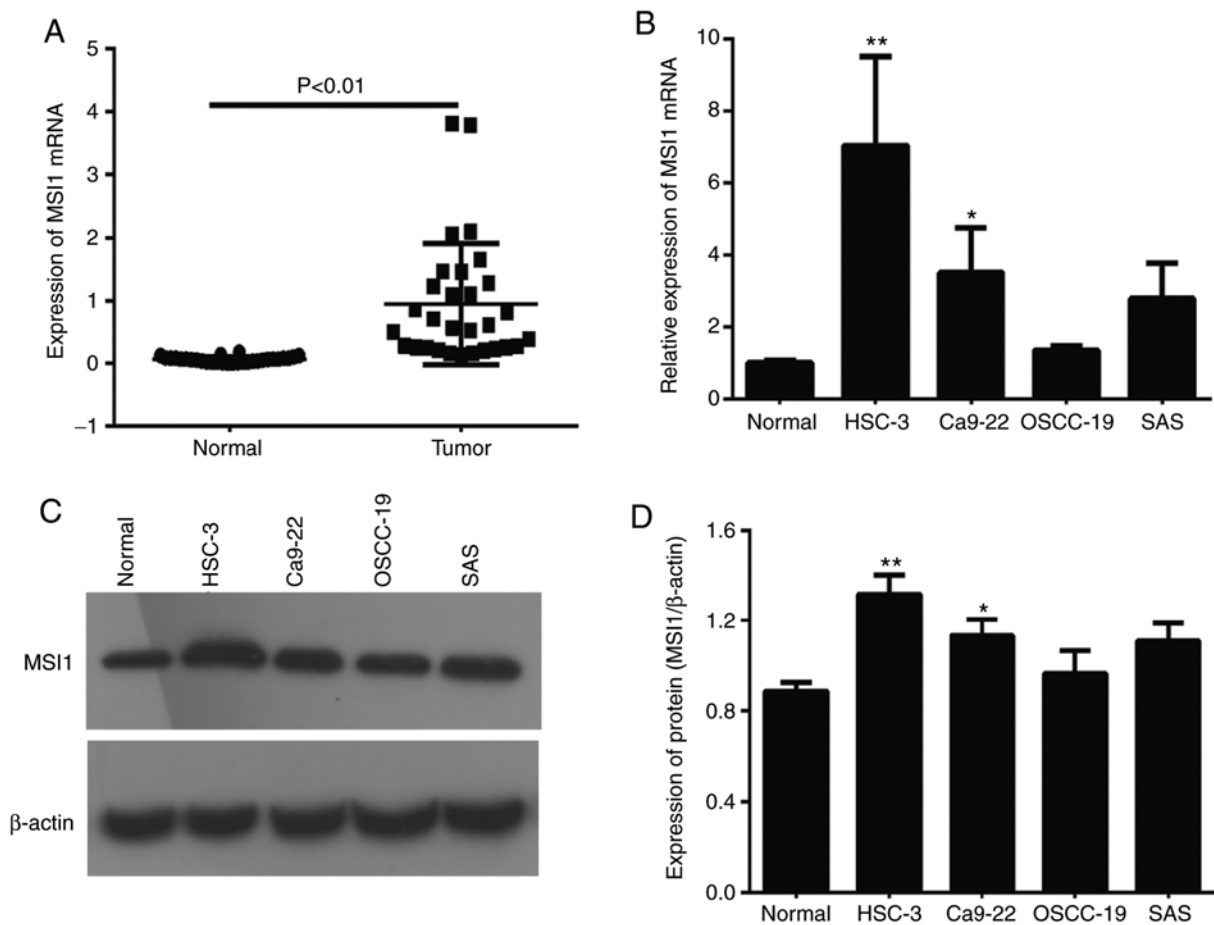 A
Expression of MSI1 mRNA
5
4
3
2
1
0
−1
P<0.01
Normal Tumor
B
Relative expression of MSI1 mRNA
10
8
6
4
2
0
**
*
Normal HSC-3 Ca9-22 OSCC-19 SAS
C
Normal
HSC-3
Ca9-22
OSCC-19
SAS
MSI1
β-actin
D
Expression of protein (MSI1/β-actin)
1.6
1.2
0.8
0.4
0.0
**
*
Normal HSC-3 Ca9-22 OSCC-19 SAS